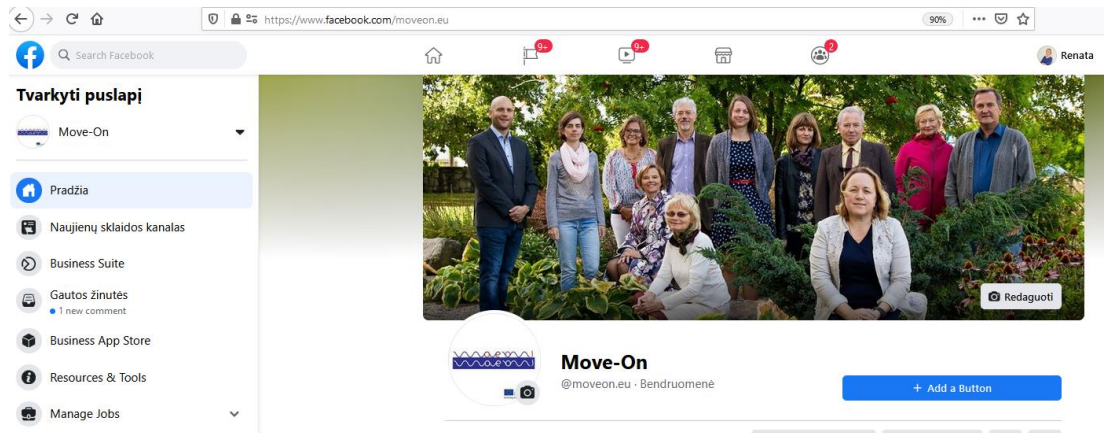 https://www.facebook.com/moveon.eu
90%
Search Facebook
9+
9+
2
Renata
Tvarkyti puslapį
Move-On
Pradžia
Naujienų sklaidos kanalas
Business Suite
Gautos žinutės
1 new comment
Business App Store
Resources & Tools
Manage Jobs
Redaguoti
Move-On
@moveon.eu · Bendruomenė
+ Add a Button